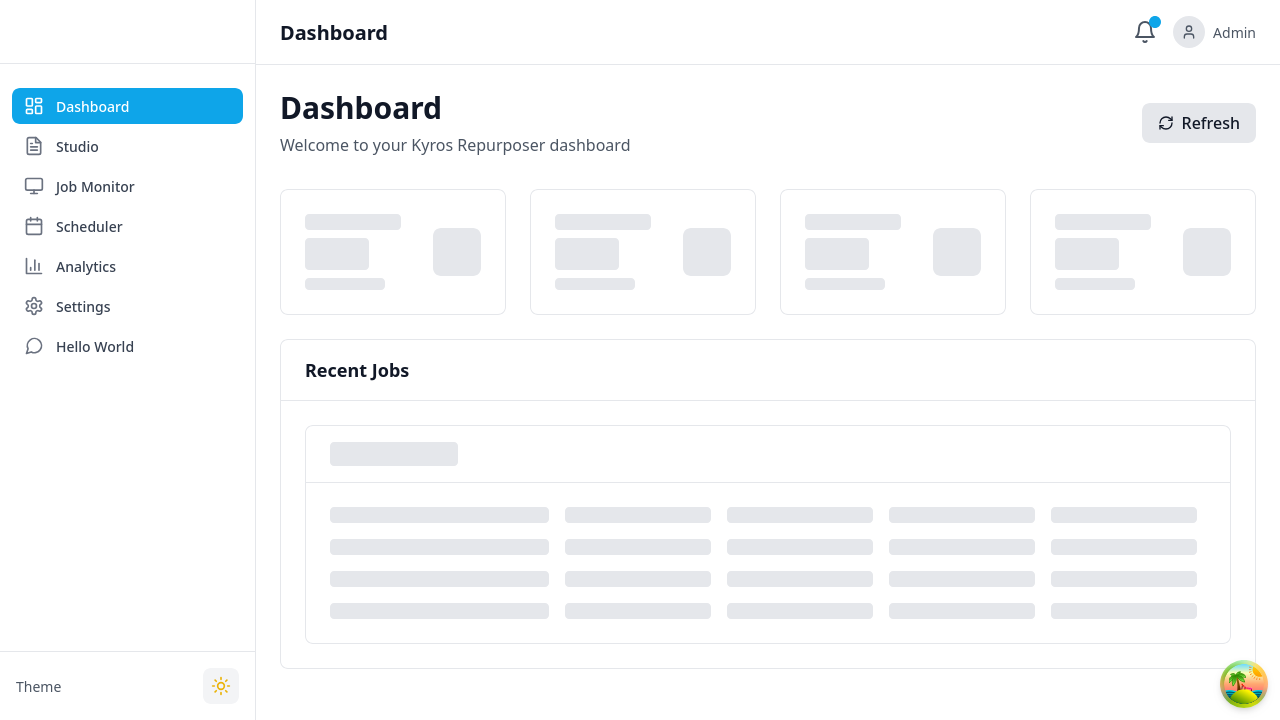 Dashboard
Admin
Dashboard
Studio
Job Monitor
Scheduler
Analytics
Settings
Hello World
Theme
Dashboard
Welcome to your Kyros Repurposer dashboard
Refresh
Recent Jobs